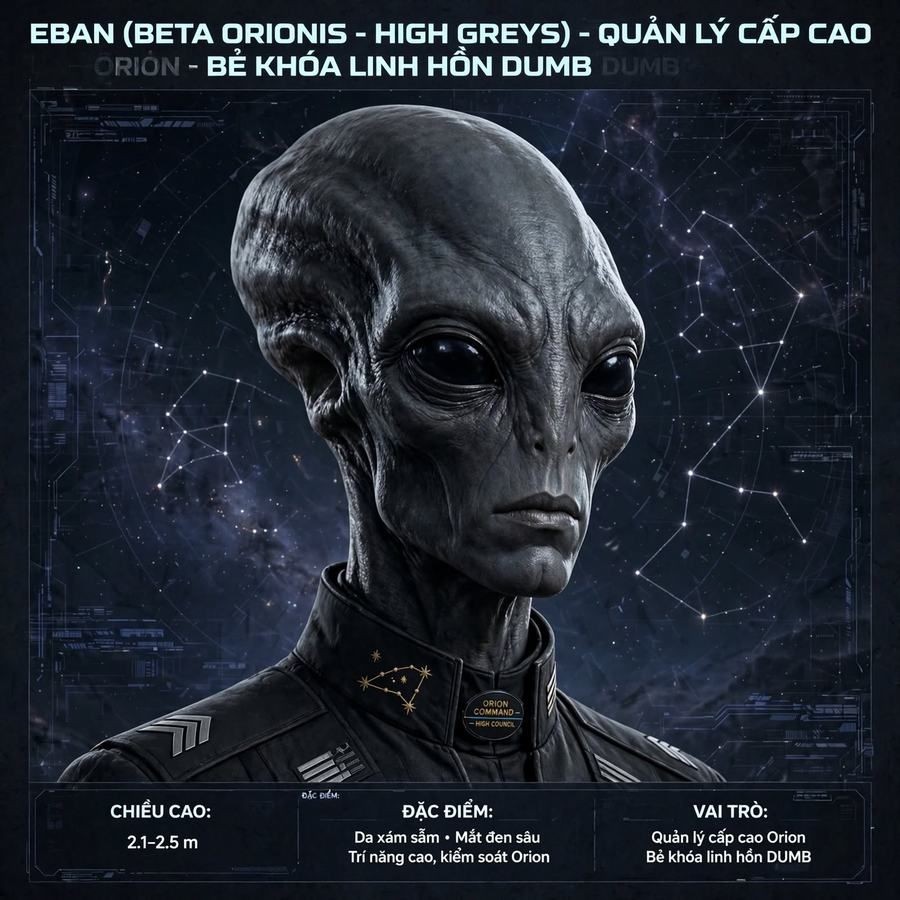 EBAN (BETA ORIONIS - HIGH GREYS) - QUẢN LÝ CẤP CAO
ORION - BẺ KHÓA LINH HỒN DUMB DUMB
ORION
COMMAND
HIGH COUNCIL
ĐẶC ĐIỂM:
CHIỀU CAO:
2.1–2.5 m
ĐẶC ĐIỂM:
Da xám sẫm • Mắt đen sâu
Trí năng cao, kiểm soát Orion
VAI TRÒ:
Quản lý cấp cao Orion
Bẻ khóa linh hồn DUMB